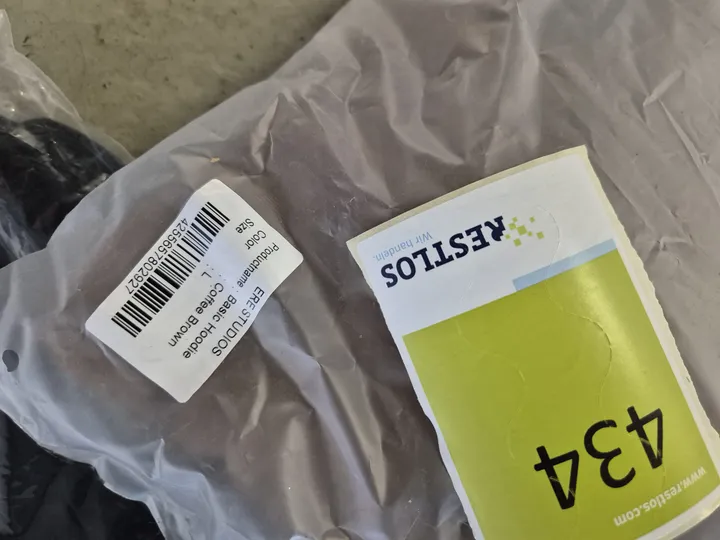 ERE STUDIOS
Productname : Basic Hoodie
Color : Coffee Brown
Size : L
4255657802927
RESTLOS
Wir handeln.
434
www.restlos.com